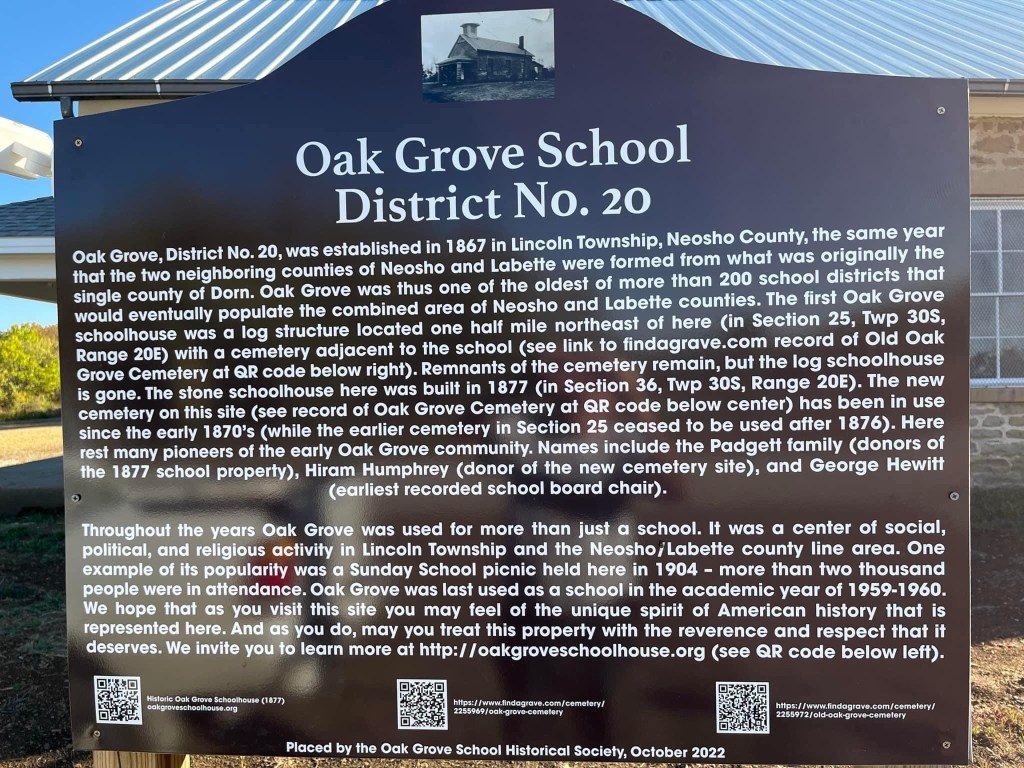 Oak Grove School
District No. 20
Oak Grove, District No. 20, was established in 1867 in Lincoln Township, Neosho County, the same year
that the two neighboring counties of Neosho and Labette were formed from what was originally the
single county of Dorn. Oak Grove was thus one of the oldest of more than 200 school districts that
would eventually populate the combined area of Neosho and Labette counties. The first Oak Grove
schoolhouse was a log structure located one half mile northeast of here (in Section 25, Twp 30S,
Range 20E) with a cemetery adjacent to the school (see link to findagrave.com record of Old Oak
Grove Cemetery at QR code below right). Remnants of the cemetery remain, but the log schoolhouse
is gone. The stone schoolhouse here was built in 1877 (in Section 36, Twp 30S, Range 20E). The new
cemetery on this site (see record of Oak Grove Cemetery at QR code below center) has been in use
since the early 1870's (while the earlier cemetery in Section 25 ceased to be used after 1876). Here
rest many pioneers of the early Oak Grove community. Names include the Padgett family (donors of
the 1877 school property), Hiram Humphrey (donor of the new cemetery site), and George Hewitt
(earliest recorded school board chair).
Throughout the years Oak Grove was used for more than just a school. It was a center of social,
political, and religious activity in Lincoln Township and the Neosho/Labette county line area. One
example of its popularity was a Sunday School picnic held here in 1904 – more than two thousand
people were in attendance. Oak Grove was last used as a school in the academic year of 1959-1960.
We hope that as you visit this site you may feel of the unique spirit of American history that is
represented here. And as you do, may you treat this property with the reverence and respect that it
deserves. We invite you to learn more at http://oakgroveschoolhouse.org (see QR code below left).
Historic Oak Grove Schoolhouse (1877)
oakgroveschoolhouse.org
https://www.findagrave.com/cemetery/
2255969/oak-grove-cemetery
https://www.findagrave.com/cemetery/
2255972/old-oak-grove-cemetery
Placed by the Oak Grove School Historical Society, October 2022